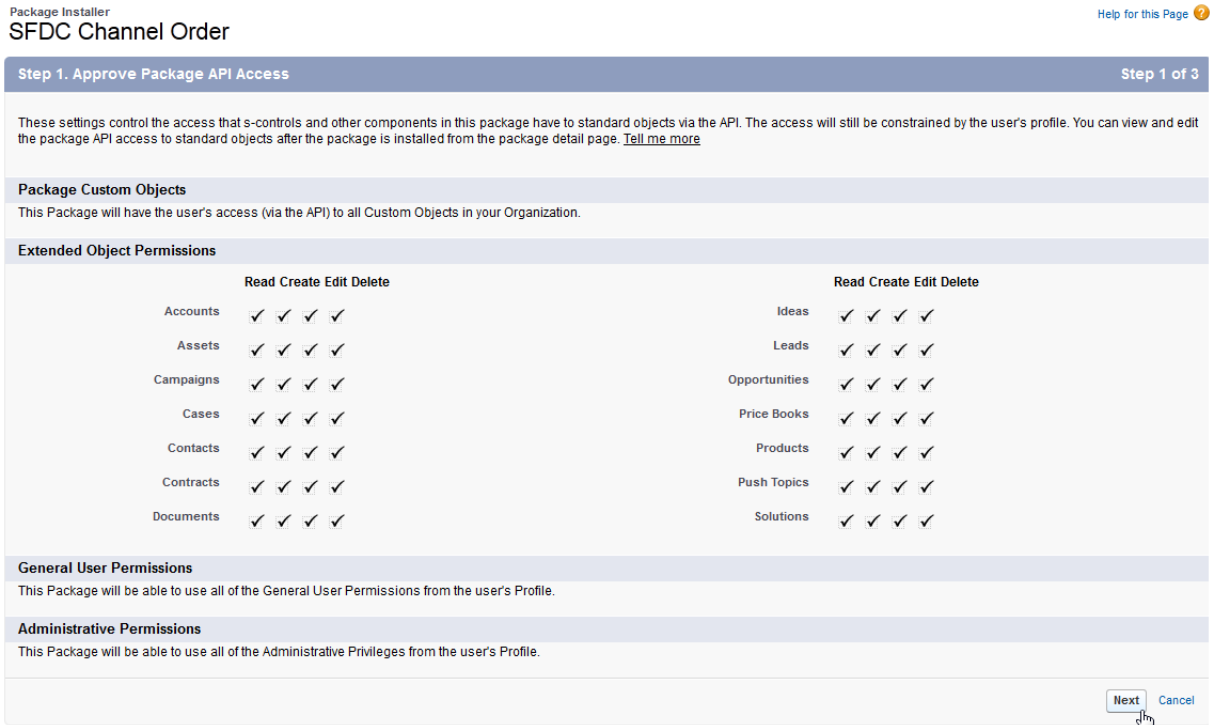 Package Installer
SFDC Channel Order
Help for this Page
Step 1. Approve Package API Access
Step 1 of 3
These settings control the access that s-controls and other components in this package have to standard objects via the API. The access will still be constrained by the user's profile. You can view and edit
the package API access to standard objects after the package is installed from the package detail page. Tell me more
Package Custom Objects
This Package will have the user's access (via the API) to all Custom Objects in your Organization.
Extended Object Permissions
Read Create Edit Delete
Accounts
Assets
Campaigns
Cases
Contacts
Contracts
Documents
Read Create Edit Delete
Ideas
Leads
Opportunities
Price Books
Products
Push Topics
Solutions
General User Permissions
This Package will be able to use all of the General User Permissions from the user's Profile.
Administrative Permissions
This Package will be able to use all of the Administrative Privileges from the user's Profile.
Next
Cancel